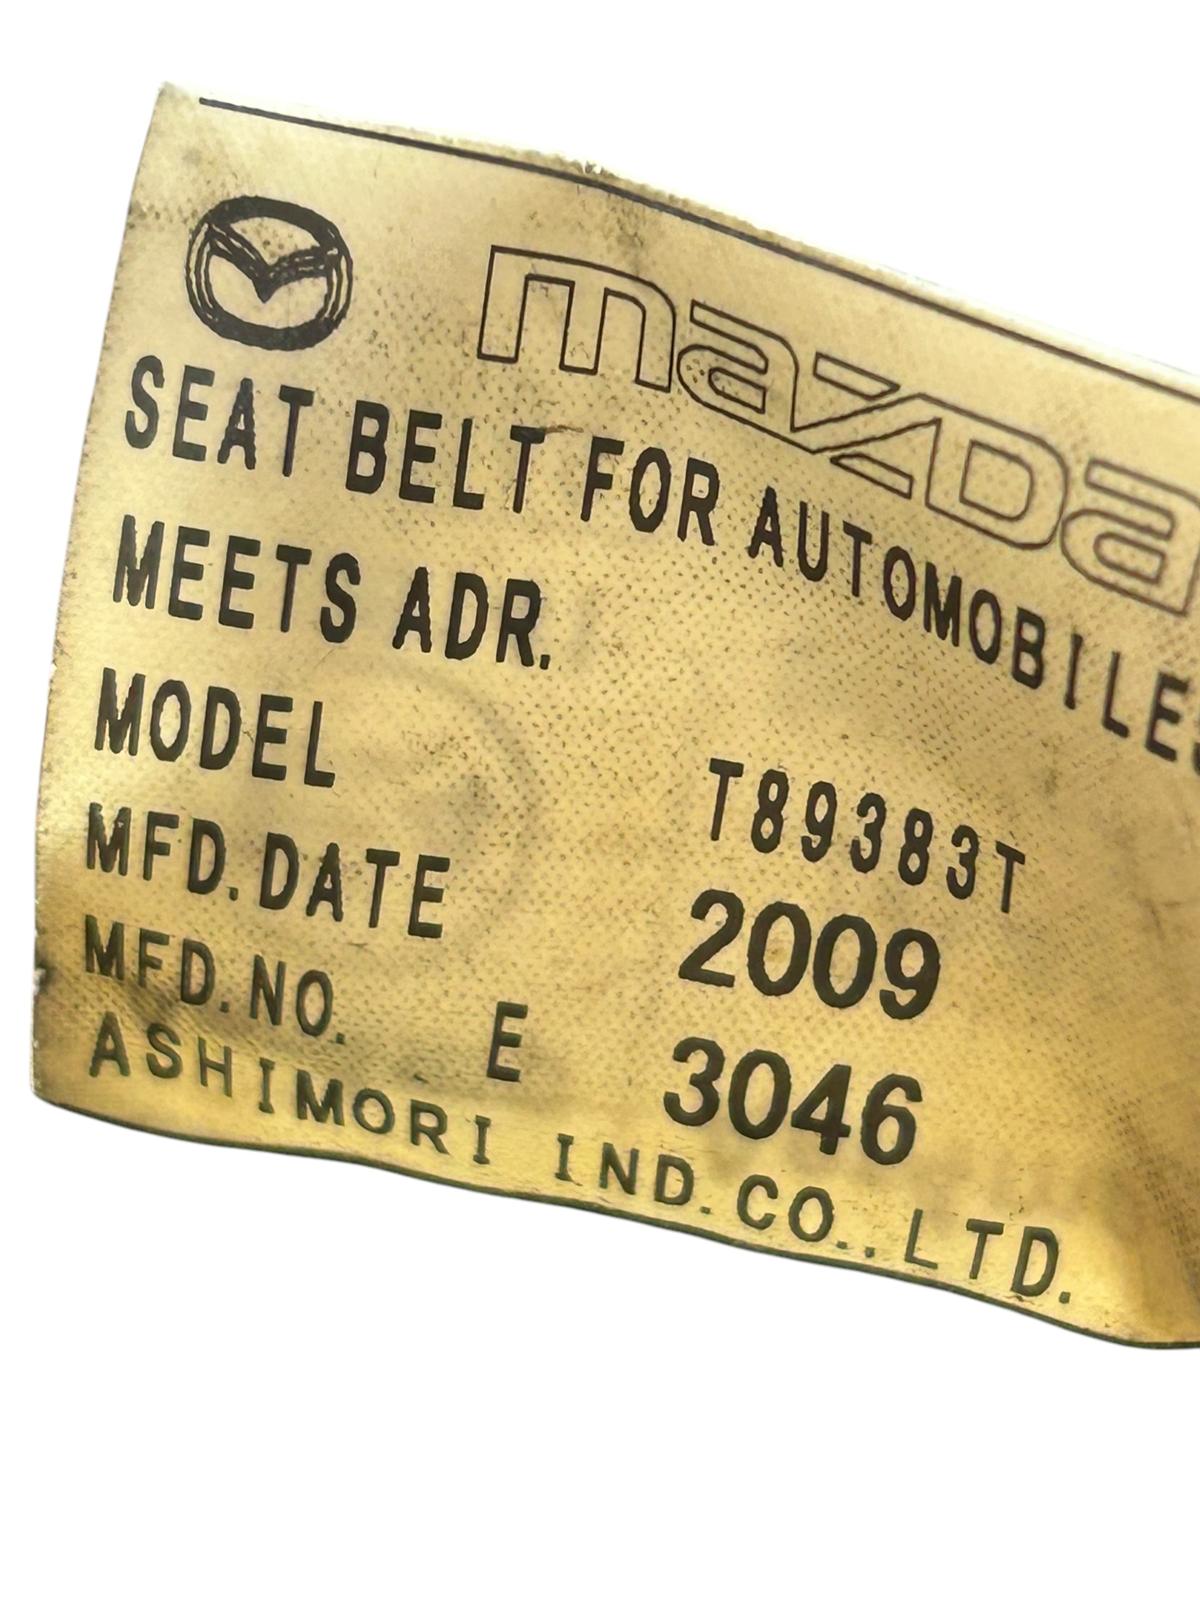 mazda
SEAT BELT FOR AUTOMOBILES
MEETS ADR.
MODEL T89383T
MFD.DATE 2009
MFD.NO. E 3046
ASHIMORI IND.CO.,LTD.